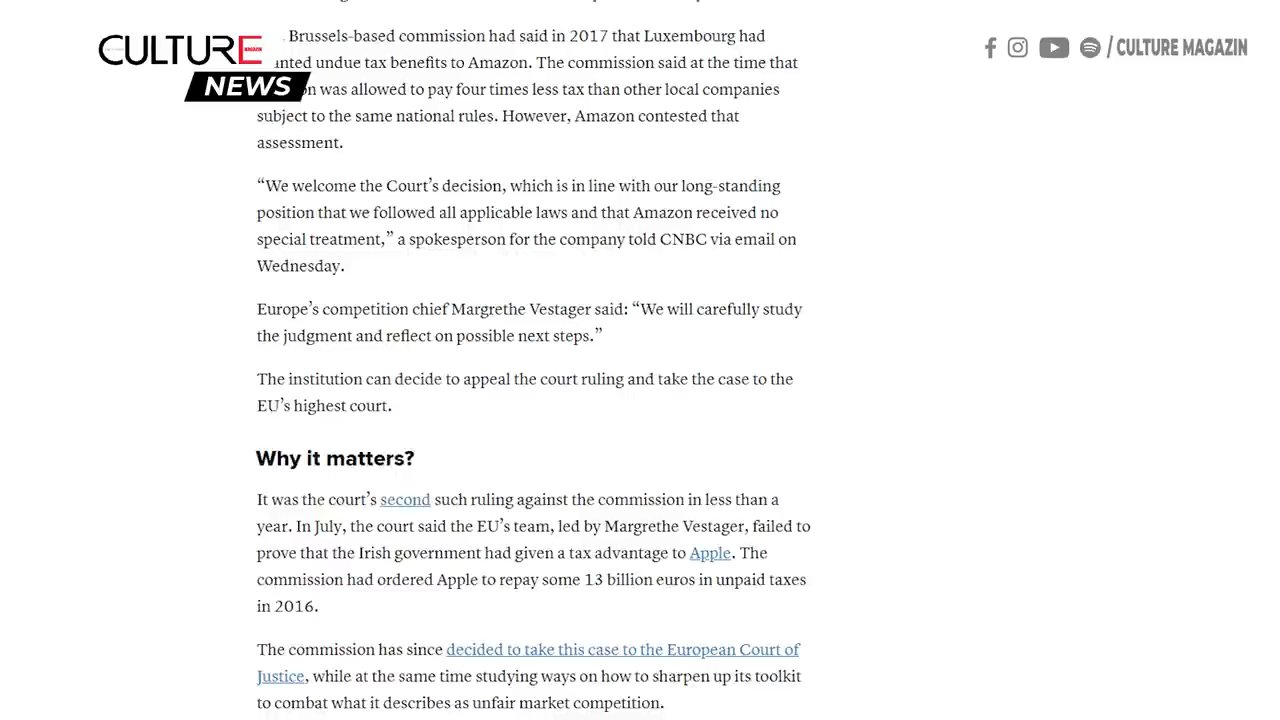 CULTURE MAGAZIN
NEWS
/ CULTURE MAGAZIN
Brussels-based commission had said in 2017 that Luxembourg had
undue tax benefits to Amazon. The commission said at the time that
was allowed to pay four times less tax than other local companies
subject to the same national rules. However, Amazon contested that
assessment.
“We welcome the Court’s decision, which is in line with our long-standing
position that we followed all applicable laws and that Amazon received no
special treatment,” a spokesperson for the company told CNBC via email on
Wednesday.
Europe’s competition chief Margrethe Vestager said: “We will carefully study
the judgment and reflect on possible next steps.”
The institution can decide to appeal the court ruling and take the case to the
EU’s highest court.
Why it matters?
It was the court’s second such ruling against the commission in less than a
year. In July, the court said the EU’s team, led by Margrethe Vestager, failed to
prove that the Irish government had given a tax advantage to Apple. The
commission had ordered Apple to repay some 13 billion euros in unpaid taxes
in 2016.
The commission has since decided to take this case to the European Court of
Justice, while at the same time studying ways on how to sharpen up its toolkit
to combat what it describes as unfair market competition.